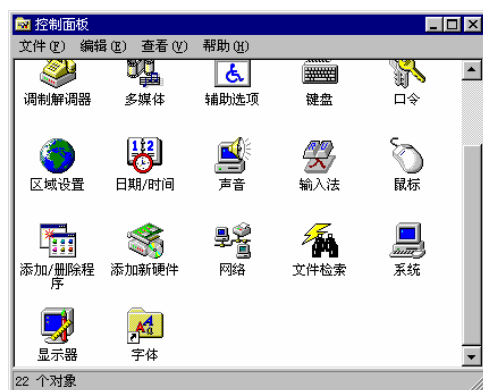 控制面板
文件(F) 编辑(E) 查看(V) 帮助(H)
调制解调器 多媒体 辅助选项 键盘 口令
区域设置 日期/时间 声音 输入法 鼠标
添加/删除程
序 添加新硬件 网络 文件检索 系统
显示器 字体
22 个对象